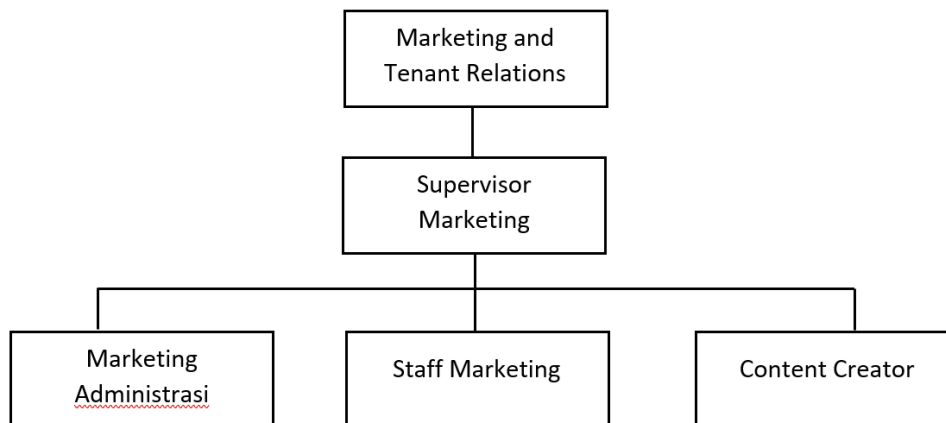 Marketing and
Tenant Relations
Supervisor
Marketing
Marketing
Administrasi
Staff Marketing
Content Creator